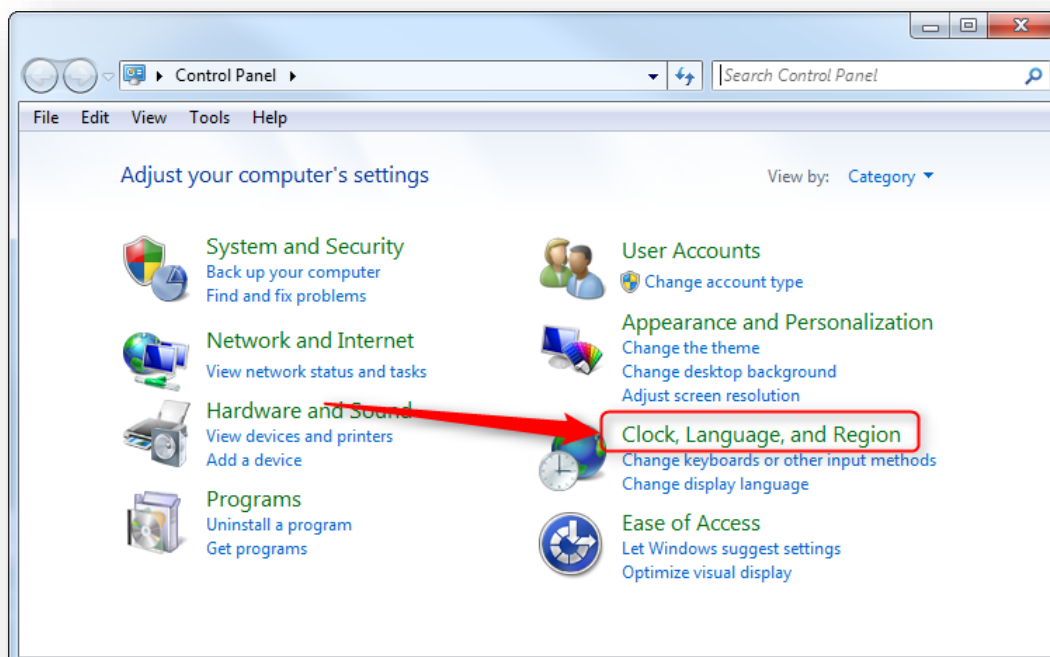 Control Panel
Search Control Panel
File Edit View Tools Help
Adjust your computer's settings
View by: Category
System and Security
Back up your computer
Find and fix problems
Network and Internet
View network status and tasks
Hardware and Sound
View devices and printers
Add a device
Programs
Uninstall a program
Get programs
User Accounts
Change account type
Appearance and Personalization
Change the theme
Change desktop background
Adjust screen resolution
Clock, Language, and Region
Change keyboards or other input methods
Change display language
Ease of Access
Let Windows suggest settings
Optimize visual display